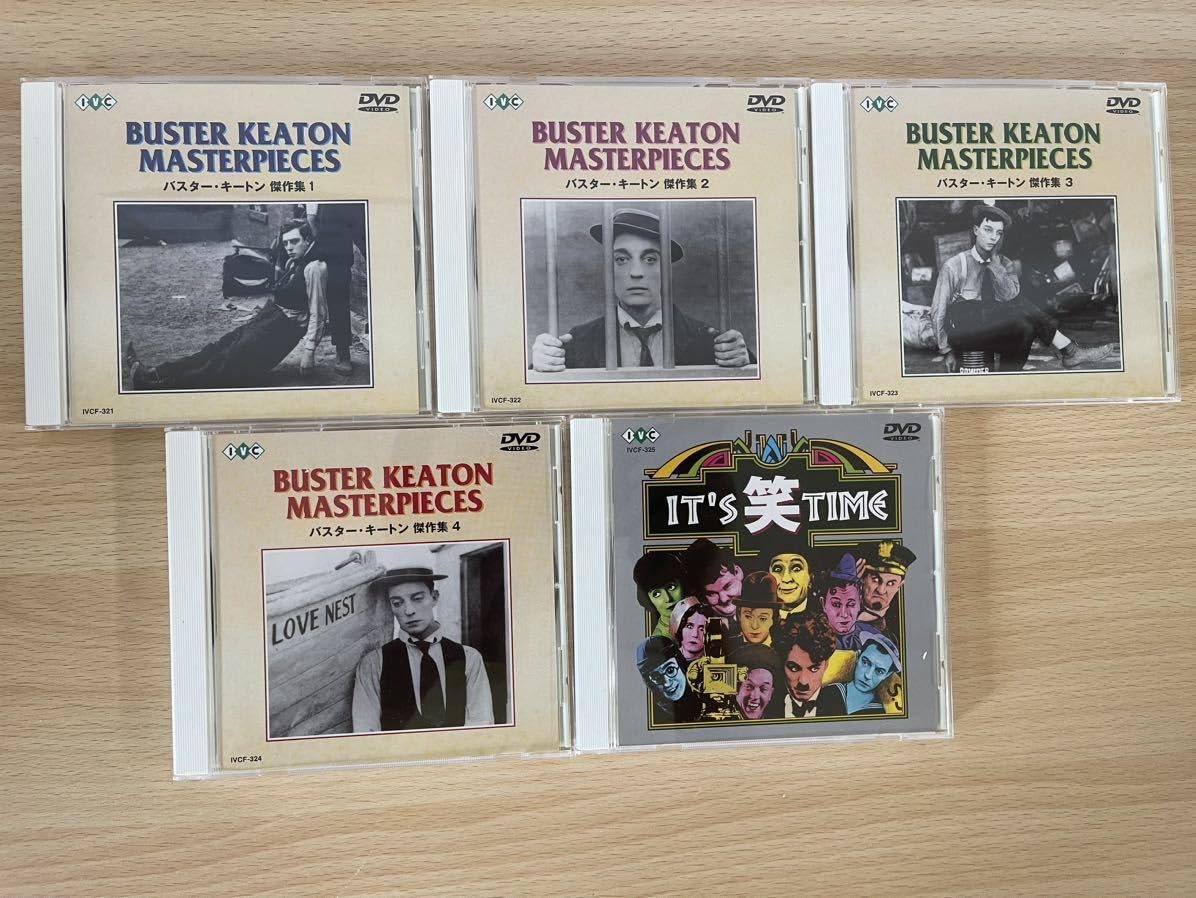 IVC
DVD
VIDEO
BUSTER KEATON
MASTERPIECES
バスター・キートン 傑作集 1
IVCF-321
IVC
DVD
VIDEO
BUSTER KEATON
MASTERPIECES
バスター・キートン 傑作集 2
IVCF-322
IVC
DVD
VIDEO
BUSTER KEATON
MASTERPIECES
バスター・キートン 傑作集 3
IVCF-323
IVC
DVD
VIDEO
BUSTER KEATON
MASTERPIECES
バスター・キートン 傑作集 4
LOVE NEST
IVCF-324
IVC
DVD
VIDEO
IVCF-325
IT'S 笑 TIME